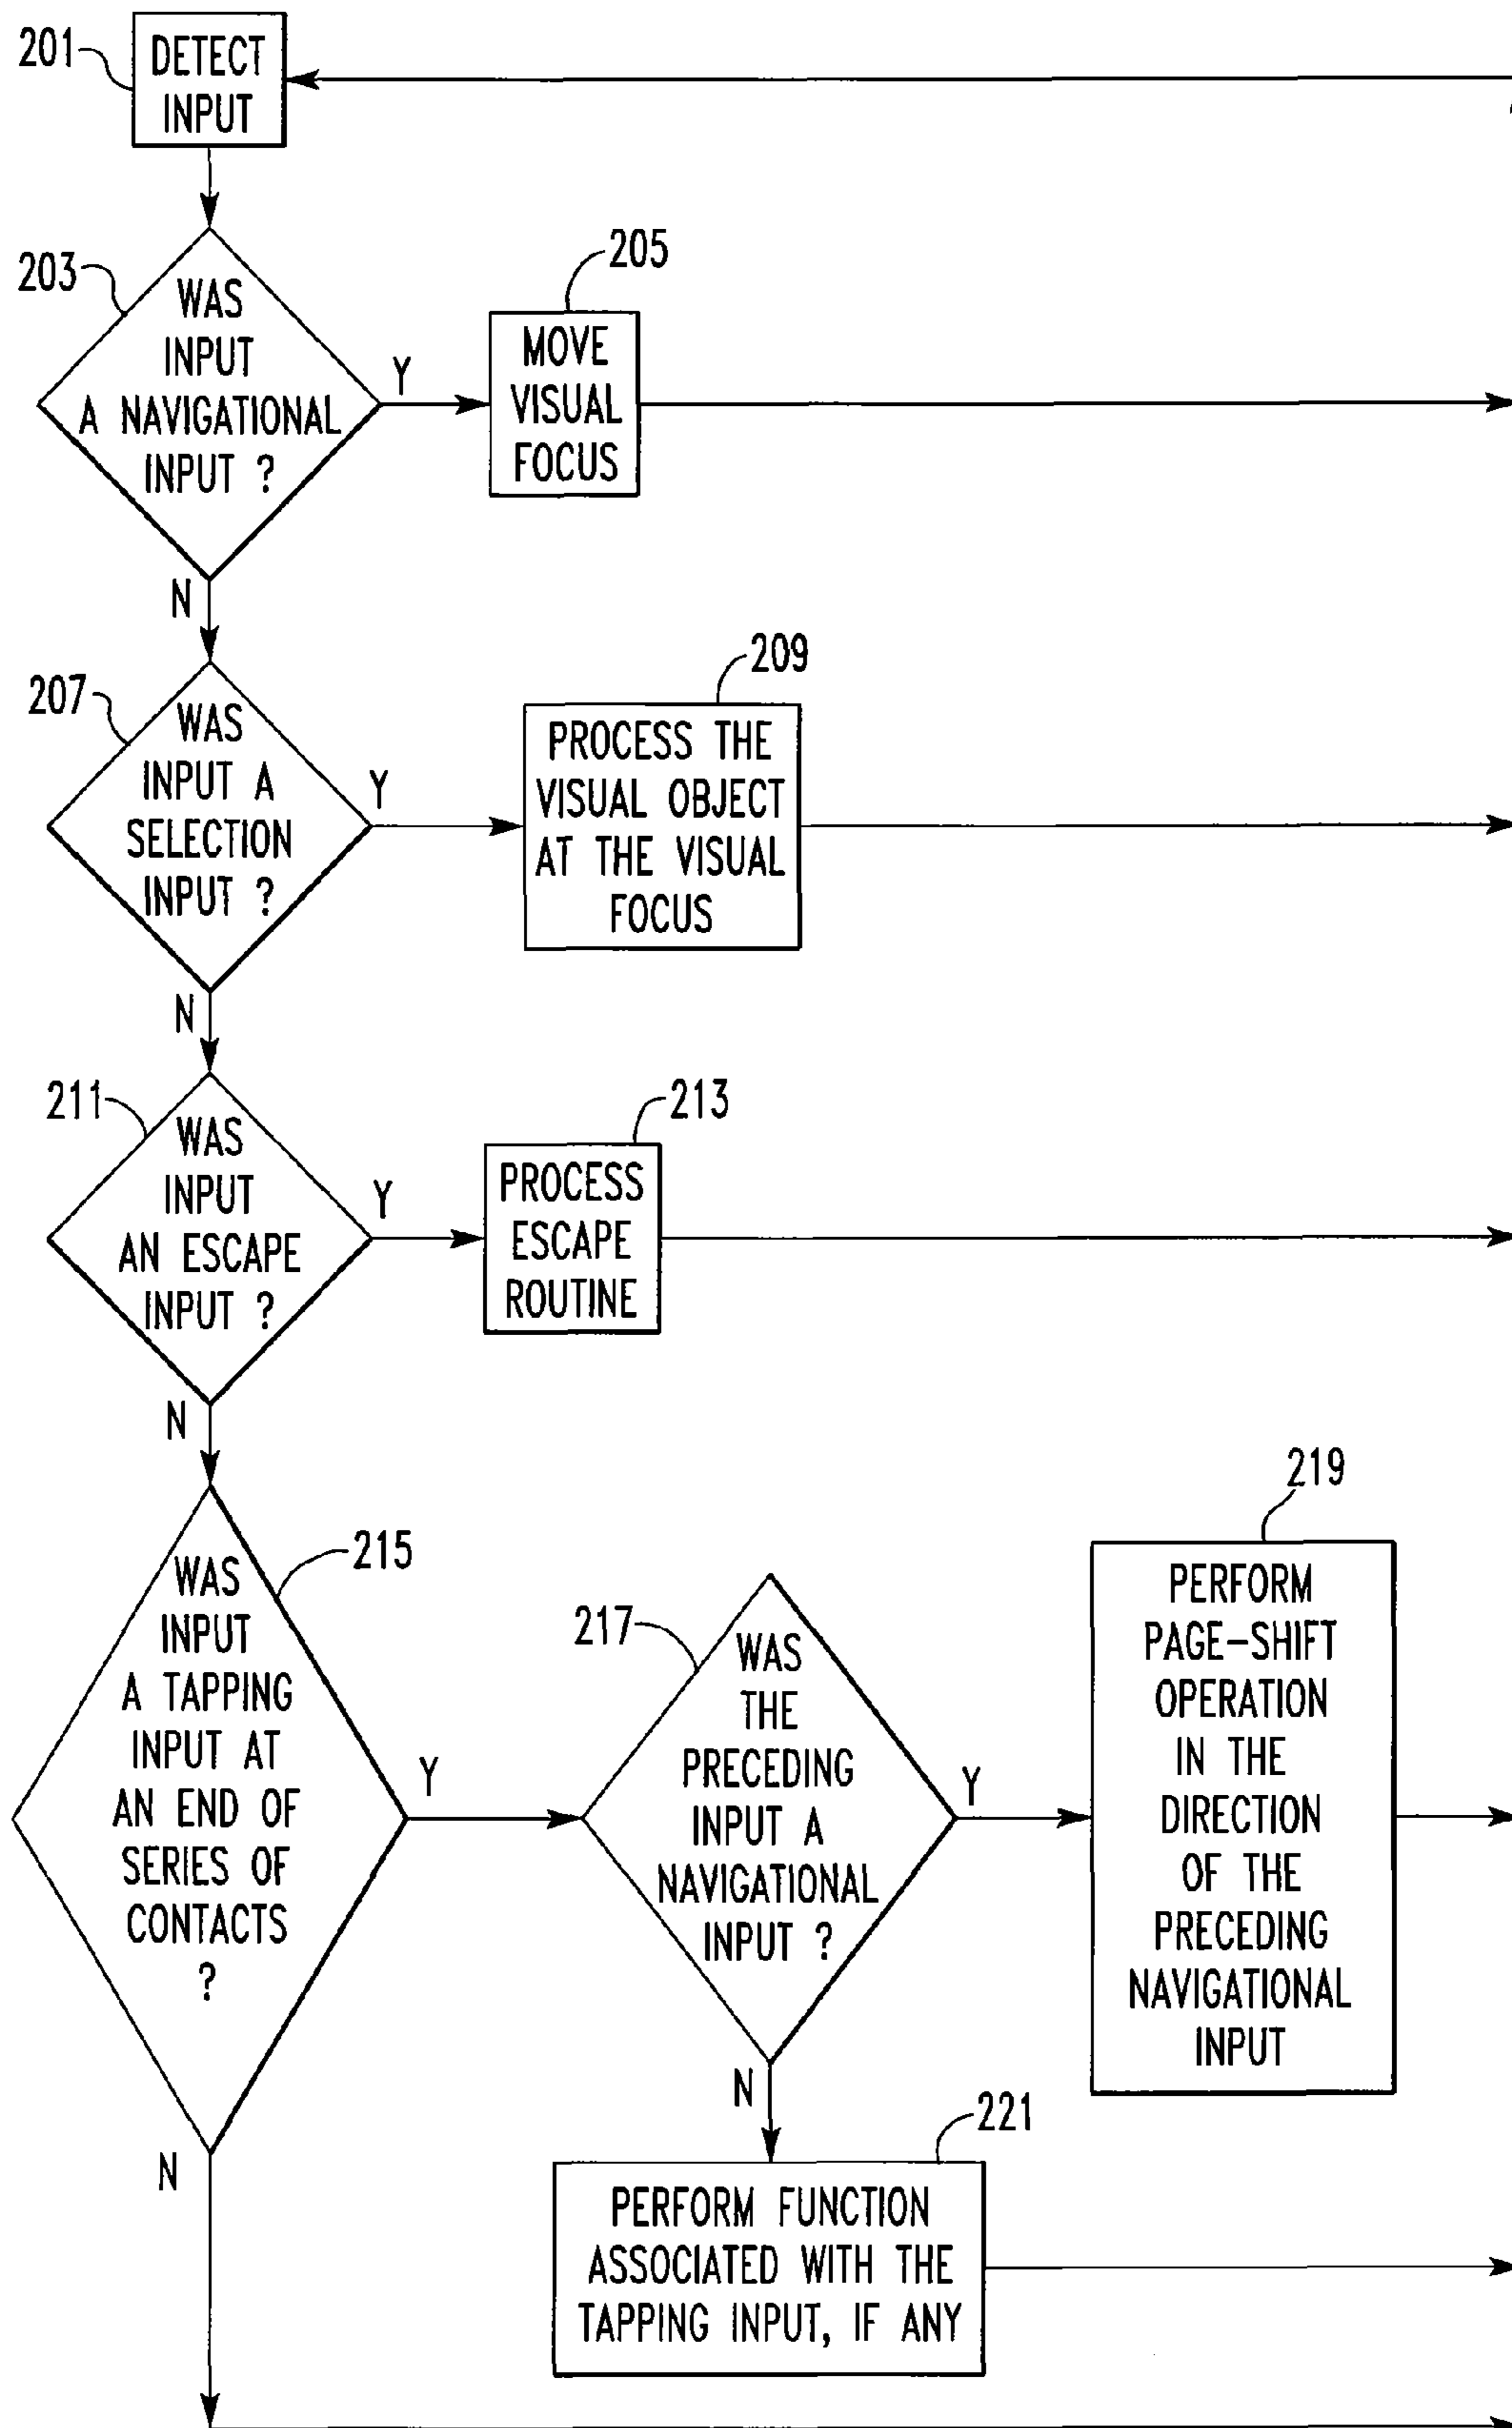 201
DETECT
INPUT
203
WAS
INPUT
A NAVIGATIONAL
INPUT ?
Y
205
MOVE
VISUAL
FOCUS
N
207
WAS
INPUT A
SELECTION
INPUT ?
Y
209
PROCESS THE
VISUAL OBJECT
AT THE VISUAL
FOCUS
N
211
WAS
INPUT
AN ESCAPE
INPUT ?
Y
213
PROCESS
ESCAPE
ROUTINE
N
215
WAS
INPUT
A TAPPING
INPUT AT
AN END OF
SERIES OF
CONTACTS
?
Y
217
WAS
THE
PRECEDING
INPUT A
NAVIGATIONAL
INPUT ?
Y
219
PERFORM
PAGE-SHIFT
OPERATION
IN THE
DIRECTION
OF THE
PRECEDING
NAVIGATIONAL
INPUT
N
221
PERFORM FUNCTION
ASSOCIATED WITH THE
TAPPING INPUT, IF ANY
N